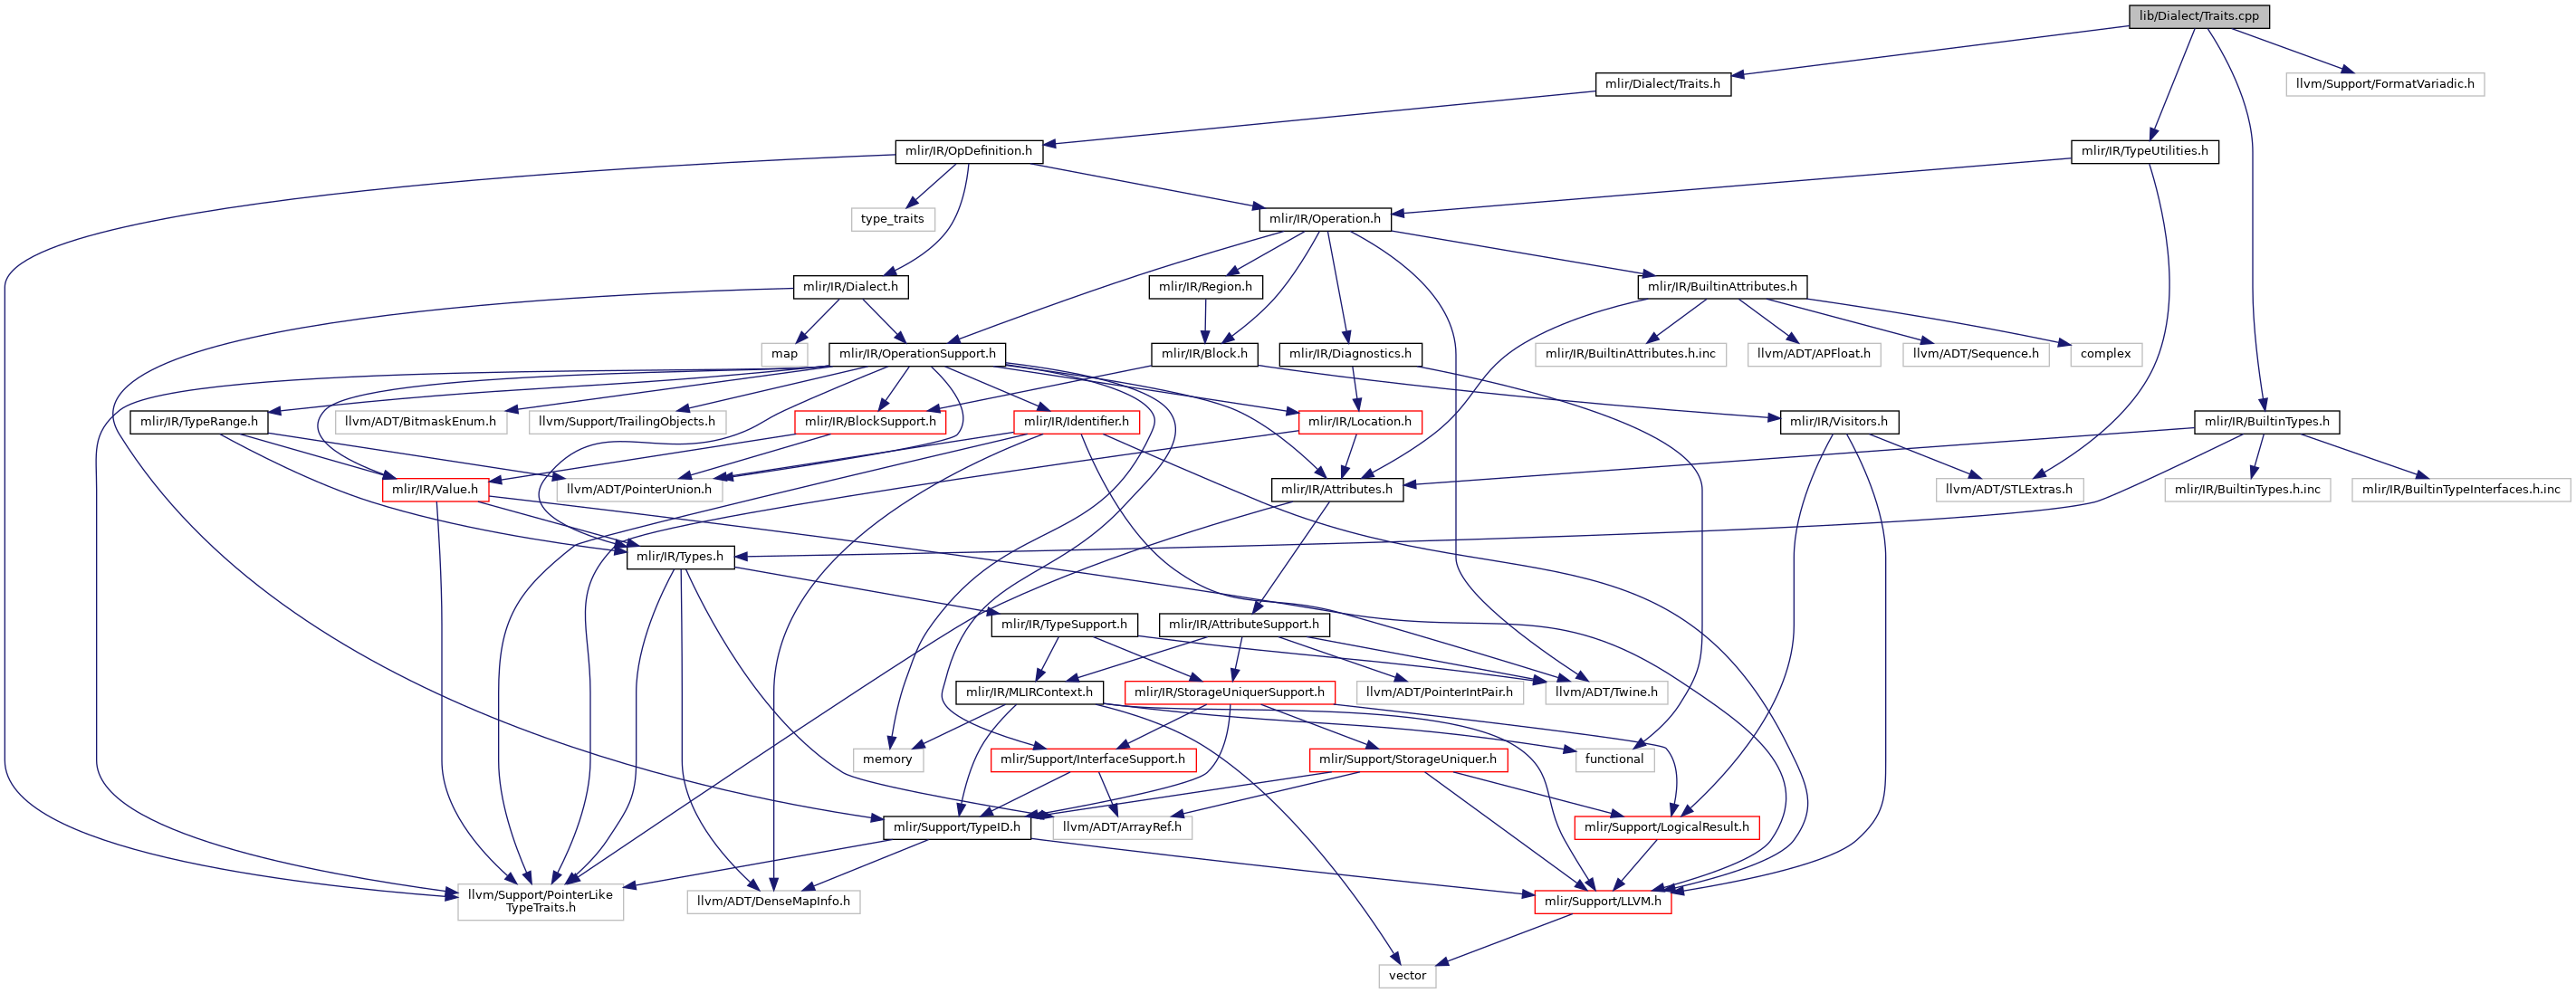 lib/Dialect/Traits.cpp
mlir/Dialect/Traits.h
llvm/Support/FormatVariadic.h
mlir/IR/OpDefinition.h
mlir/IR/TypeUtilities.h
type_traits
mlir/IR/Operation.h
mlir/IR/Dialect.h
mlir/IR/Region.h
mlir/IR/BuiltinAttributes.h
map
mlir/IR/OperationSupport.h
mlir/IR/Block.h
mlir/IR/Diagnostics.h
mlir/IR/BuiltinAttributes.h.inc
llvm/ADT/APFloat.h
llvm/ADT/Sequence.h
complex
mlir/IR/TypeRange.h
llvm/ADT/BitmaskEnum.h
llvm/Support/TrailingObjects.h
mlir/IR/BlockSupport.h
mlir/IR/Identifier.h
mlir/IR/Location.h
mlir/IR/Visitors.h
mlir/IR/BuiltinTypes.h
mlir/IR/Value.h
llvm/ADT/PointerUnion.h
mlir/IR/Attributes.h
llvm/ADT/STLExtras.h
mlir/IR/BuiltinTypes.h.inc
mlir/IR/BuiltinTypeInterfaces.h.inc
mlir/IR/Types.h
mlir/IR/TypeSupport.h
mlir/IR/AttributeSupport.h
mlir/IR/MLIRContext.h
mlir/IR/StorageUniquerSupport.h
llvm/ADT/PointerIntPair.h
llvm/ADT/Twine.h
memory
mlir/Support/InterfaceSupport.h
mlir/Support/StorageUniquer.h
functional
mlir/Support/TypeID.h
llvm/ADT/ArrayRef.h
mlir/Support/LogicalResult.h
llvm/Support/PointerLike
TypeTraits.h
llvm/ADT/DenseMapInfo.h
mlir/Support/LLVM.h
vector